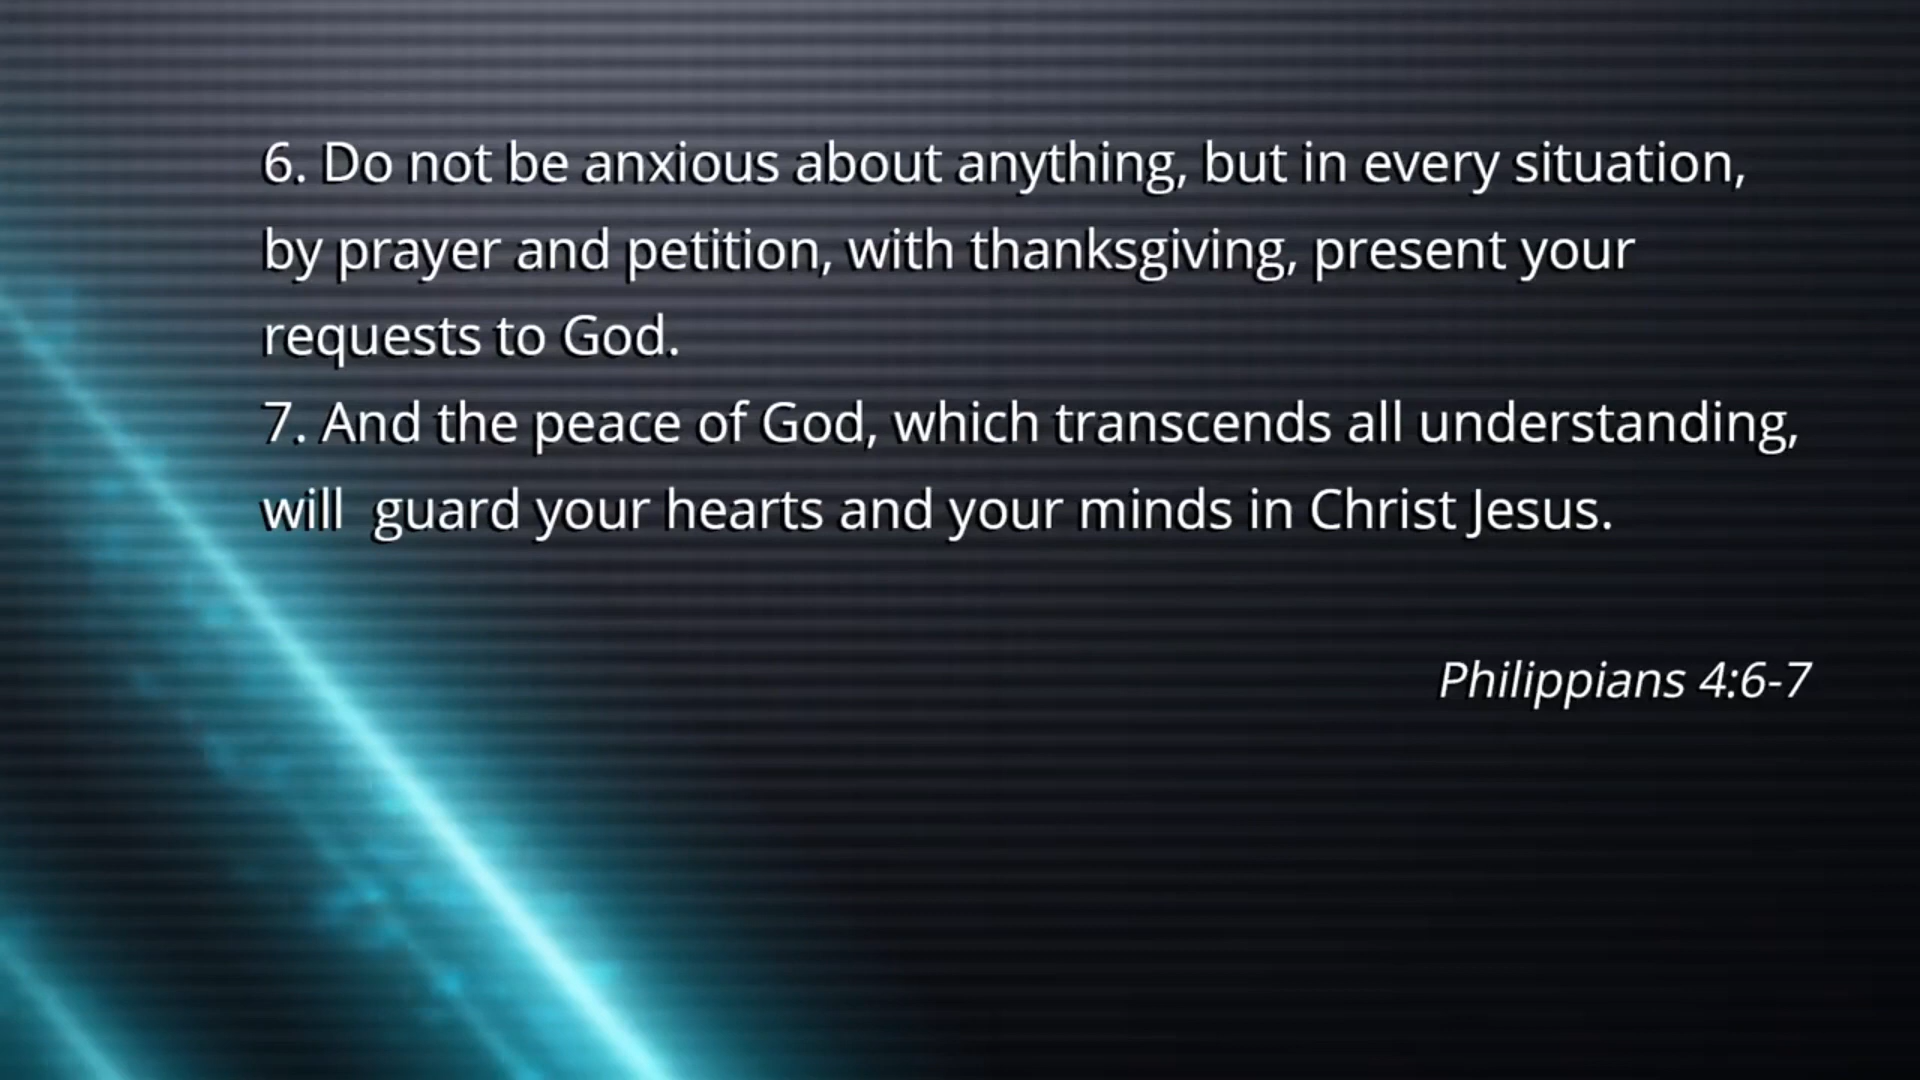 6. Do not be anxious about anything, but in every situation,
by prayer and petition, with thanksgiving, present your
requests to God.
7. And the peace of God, which transcends all understanding,
will  guard your hearts and your minds in Christ Jesus.
Philippians 4:6-7